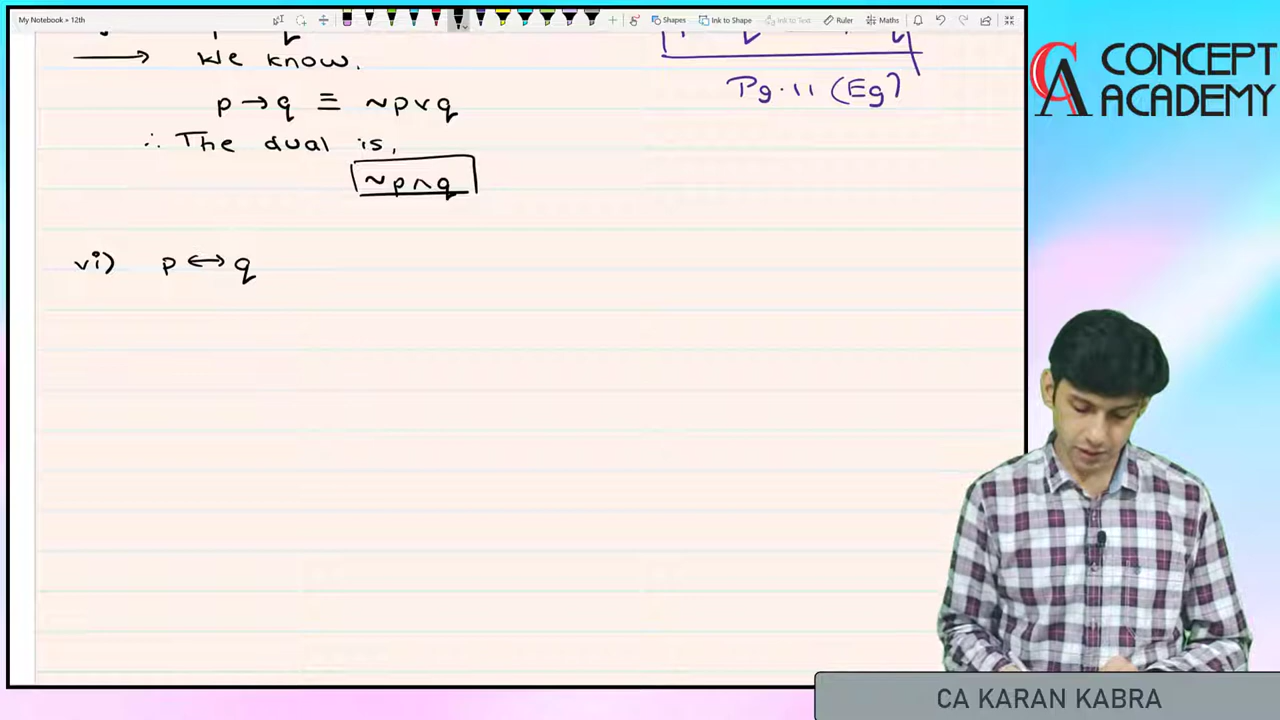 My Notebook » 12th
Shapes
Ink to Shape
Ink to Text
Ruler
Maths
we know.
p → q ≡ ~p∨q
∴ The dual is,
~p∧q
Pg. 11 (Eg)
vi) p ↔ q
CONCEPT
ACADEMY
CA KARAN KABRA